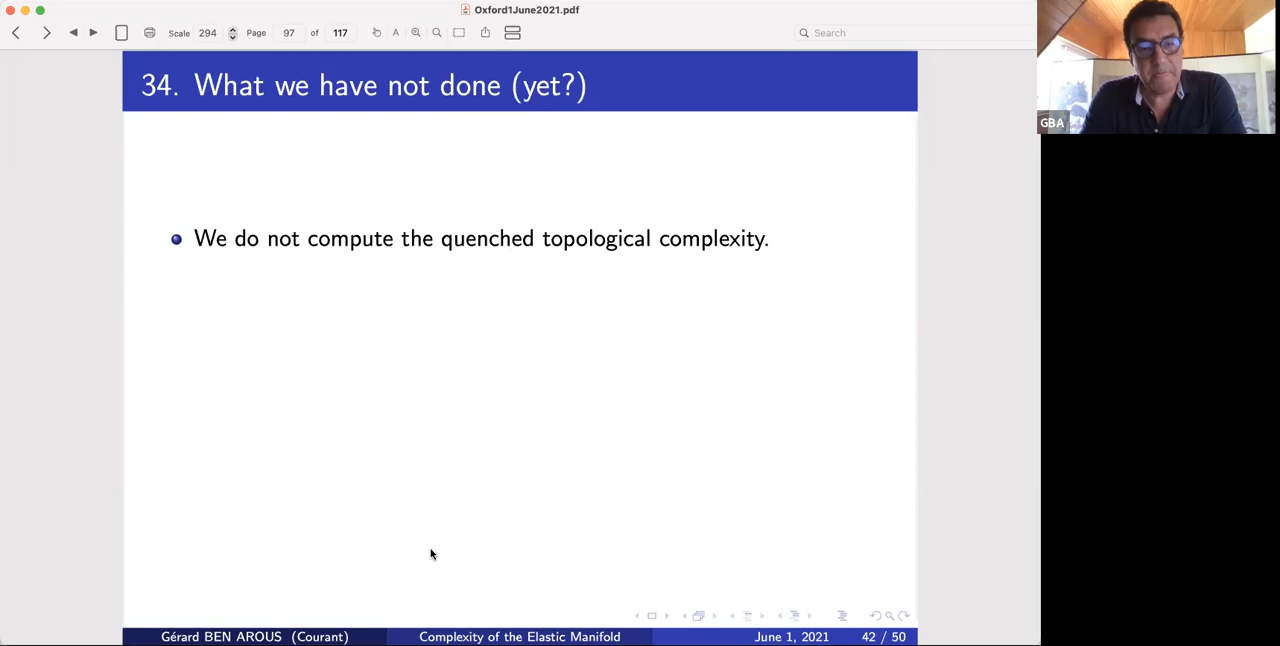 Oxford1June2021.pdf
Scale 294 Page 97 of 117 A Search
34. What we have not done (yet?)
GBA
We do not compute the quenched topological complexity.
Gérard BEN AROUS (Courant) Complexity of the Elastic Manifold June 1, 2021 42 / 50